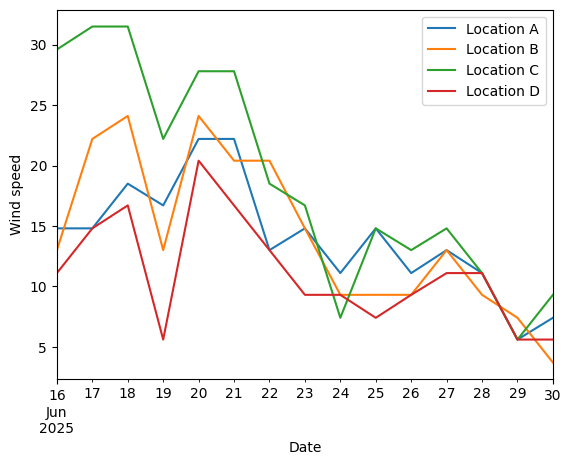 Location A
Location B
Location C
Location D
Wind speed
30
25
20
15
10
5
16 17 18 19 20 21 22 23 24 25 26 27 28 29 30
Jun
2025
Date